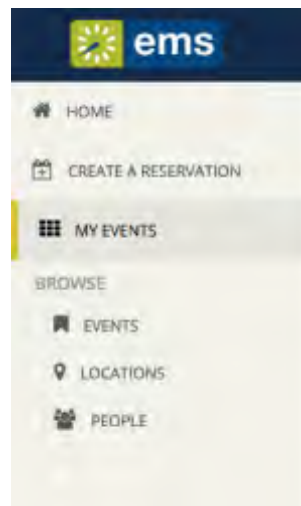 ems
HOME
CREATE A RESERVATION
MY EVENTS
BROWSE
EVENTS
LOCATIONS
PEOPLE